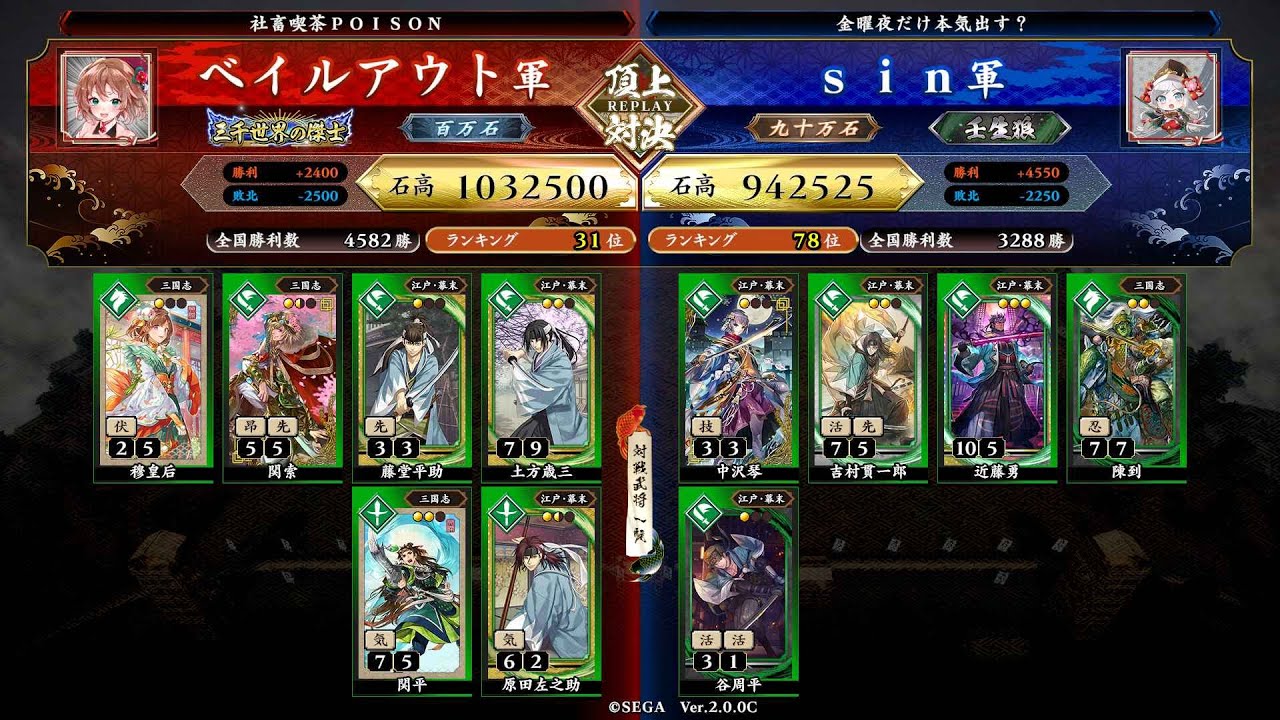 社畜喫茶POISON
金曜夜だけ本気出す?
ベイルアウト軍
頂上
REPLAY
対決
sin軍
三千世界の傑士
百万石
九十万石
壬生狼
勝利 +2400
敗北 -2500
石高 1032500
石高 942525
勝利 +4550
敗北 -2250
全国勝利数 4582勝
ランキング 31位
ランキング 78位
全国勝利数 3288勝
三国志
伏
2 5
穆皇后
三国志
昴 先
5 5
関索
江戸・幕末
先
3 3
藤堂平助
江戸・幕末
7 9
土方歳三
江戸・幕末
技
3 3
中沢琴
江戸・幕末
活 先
7 5
吉村貫一郎
江戸・幕末
10 5
近藤勇
三国志
忍
7 7
陳到
対戦武将一覧
三国志
気
7 5
関平
江戸・幕末
気
6 2
原田左之助
江戸・幕末
活 活
3 1
谷周平
©SEGA Ver.2.0.0C